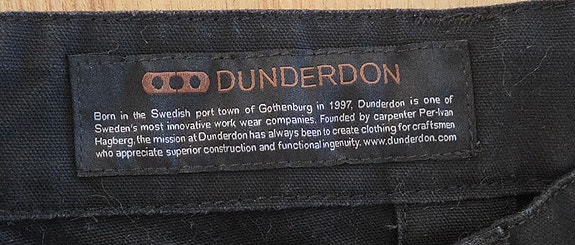 DUNDERDON
Born in the Swedish port town of Gothenburg in 1997, Dunderdon is one of
Sweden's most innovative work wear companies. Founded by carpenter Per-Ivan
Hagberg, the mission at Dunderdon has always been to create clothing for craftsmen
who appreciate superior construction and functional ingenuity. www.dunderdon.com